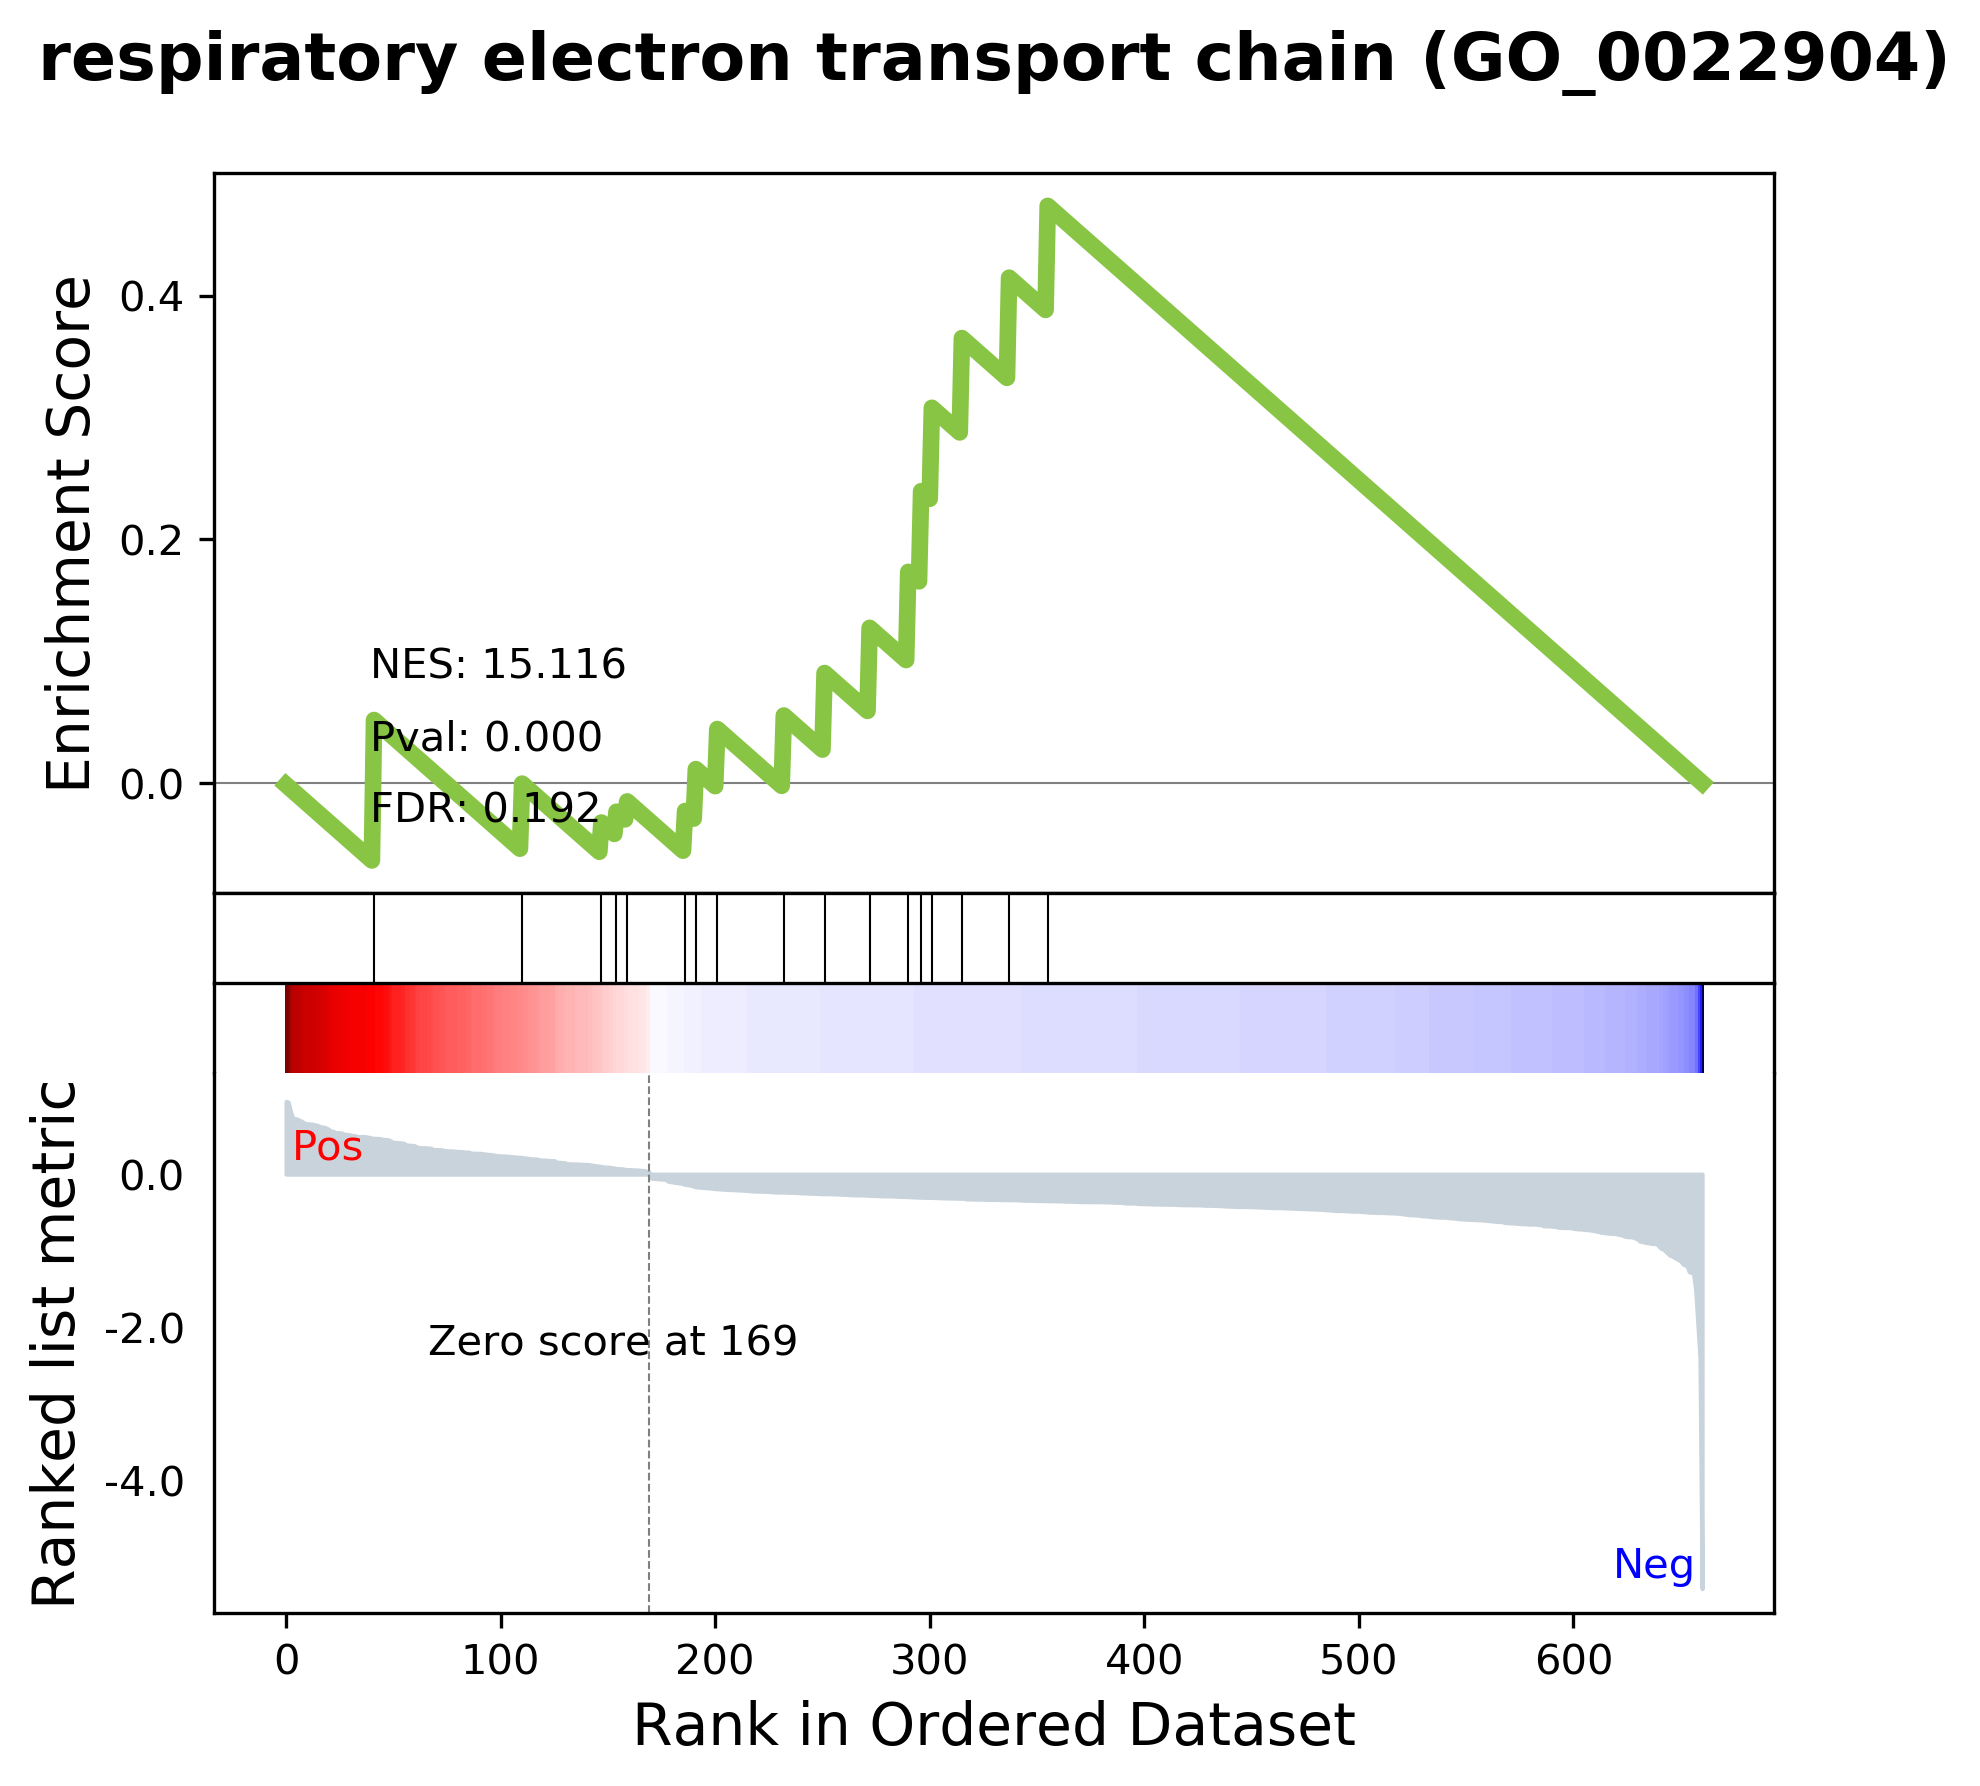 respiratory electron transport chain (GO_0022904)
Enrichment Score
0.4
0.2
0.0
NES: 15.116
Pval: 0.000
FDR: 0.192
Ranked list metric
0.0
-2.0
-4.0
Pos
Zero score at 169
Neg
0 100 200 300 400 500 600
Rank in Ordered Dataset